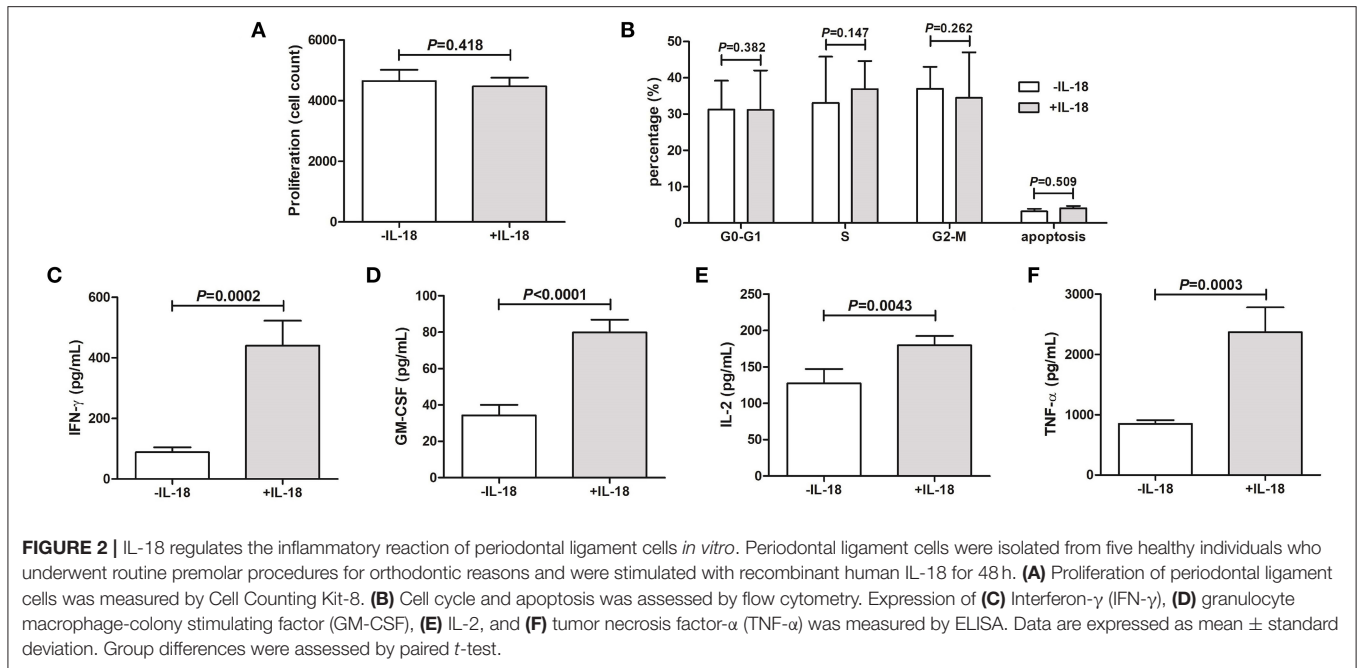 A
P=0.418
Proliferation (cell count)
6000
4000
2000
0
-IL-18
+IL-18
B
P=0.382
P=0.147
P=0.262
P=0.509
percentage (%)
50
40
30
20
10
0
G0-G1
S
G2-M
apoptosis
-IL-18
+IL-18
C
P=0.0002
IFN-γ (pg/mL)
600
400
200
0
-IL-18
+IL-18
D
P<0.0001
GM-CSF (pg/mL)
100
80
60
40
20
0
-IL-18
+IL-18
E
P=0.0043
IL-2 (pg/mL)
250
200
150
100
50
0
-IL-18
+IL-18
F
P=0.0003
TNF-α (pg/mL)
3000
2000
1000
0
-IL-18
+IL-18
FIGURE 2 | IL-18 regulates the inflammatory reaction of periodontal ligament cells in vitro. Periodontal ligament cells were isolated from five healthy individuals who
underwent routine premolar procedures for orthodontic reasons and were stimulated with recombinant human IL-18 for 48 h. (A) Proliferation of periodontal ligament
cells was measured by Cell Counting Kit-8. (B) Cell cycle and apoptosis was assessed by flow cytometry. Expression of (C) Interferon-γ (IFN-γ), (D) granulocyte
macrophage-colony stimulating factor (GM-CSF), (E) IL-2, and (F) tumor necrosis factor-α (TNF-α) was measured by ELISA. Data are expressed as mean ± standard
deviation. Group differences were assessed by paired t-test.